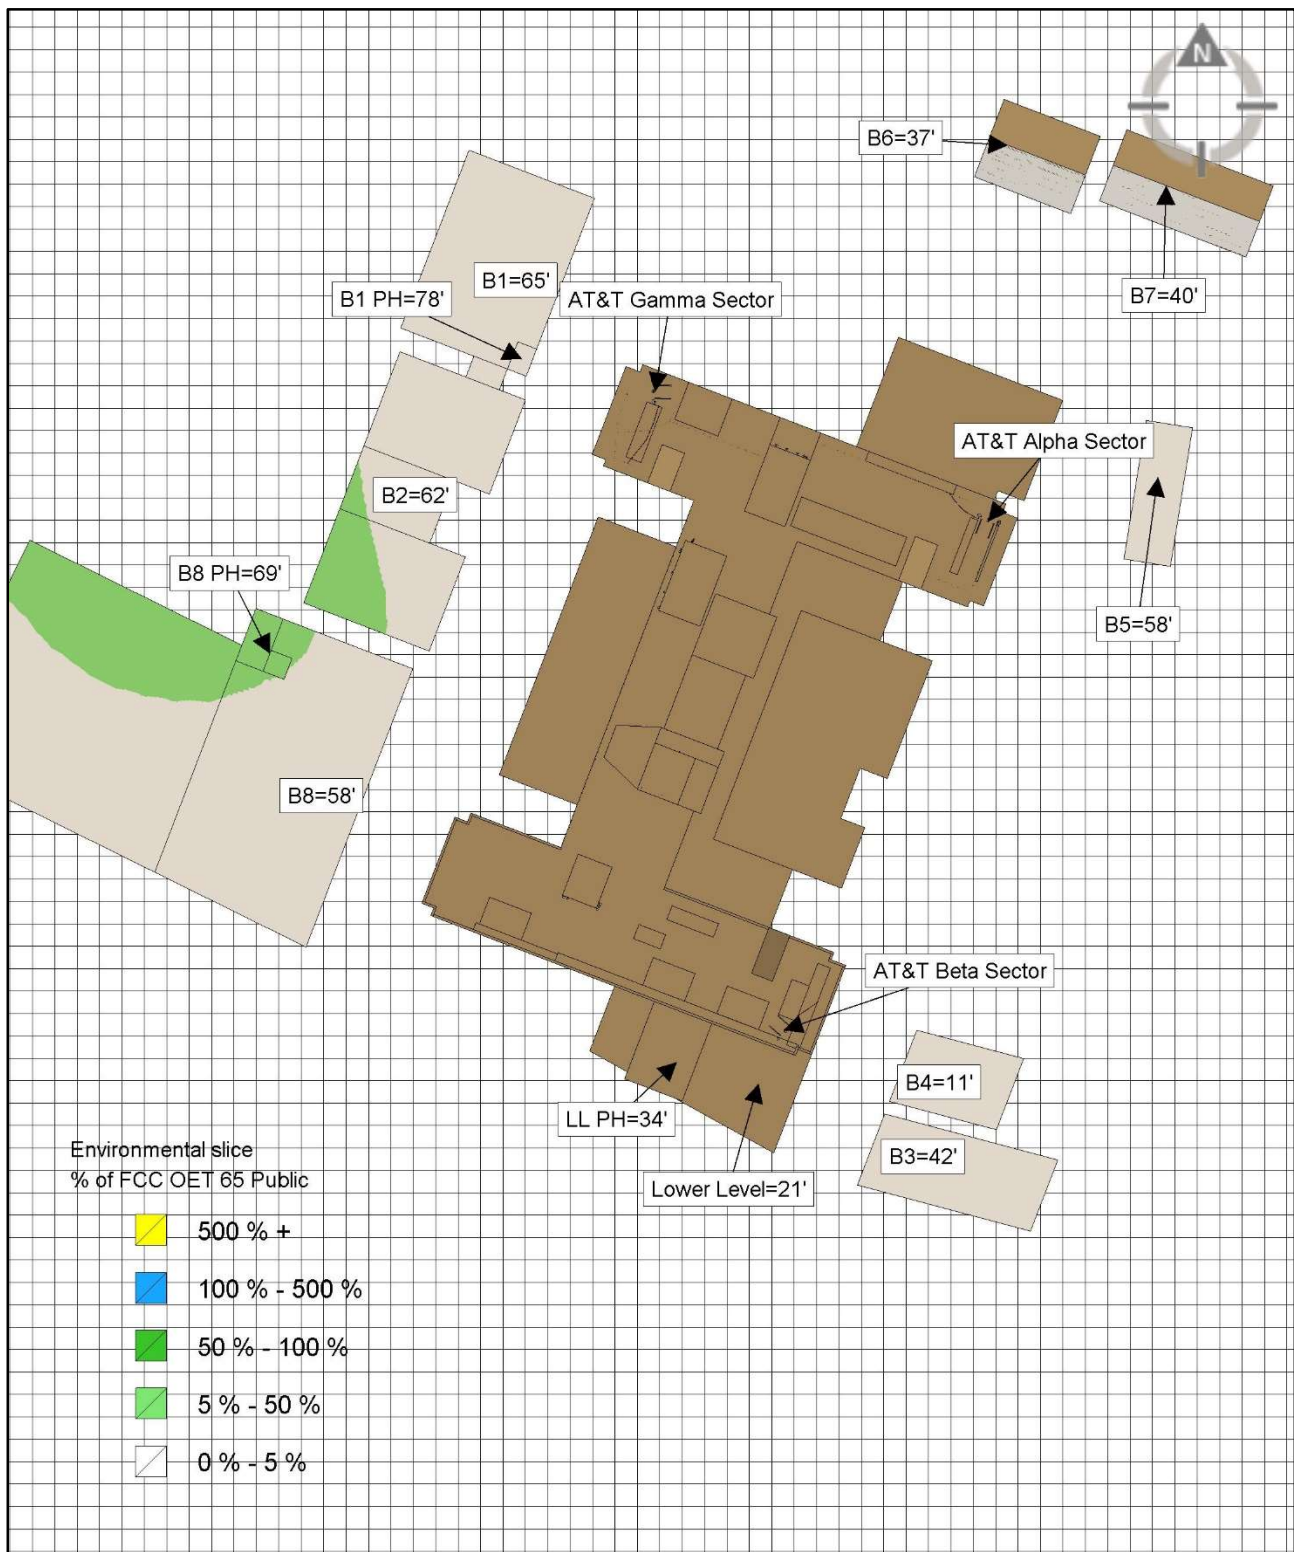 N
B6=37'
B7=40'
B1=65'
B1 PH=78'
AT&T Gamma Sector
AT&T Alpha Sector
B2=62'
B8 PH=69'
B5=58'
B8=58'
AT&T Beta Sector
B4=11'
LL PH=34'
B3=42'
Lower Level=21'
Environmental slice
% of FCC OET 65 Public
500 % +
100 % - 500 %
50 % - 100 %
5 % - 50 %
0 % - 5 %